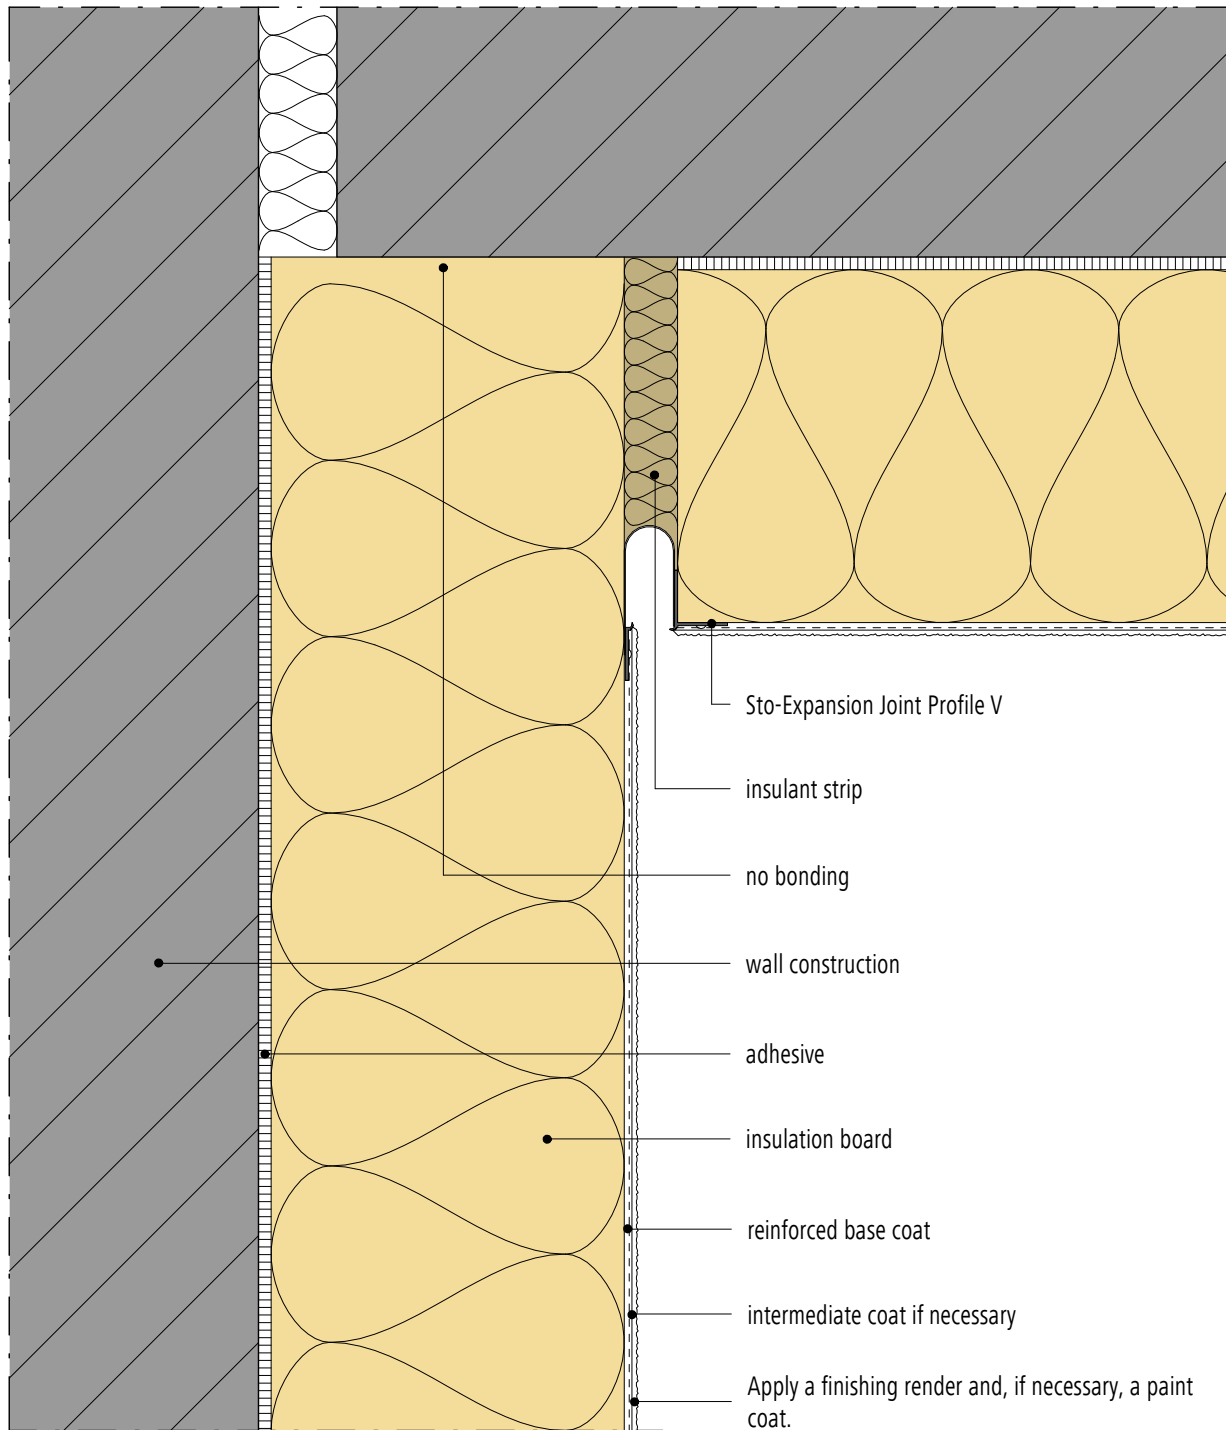 Sto-Expansion Joint Profile V
insulant strip
no bonding
wall construction
adhesive
insulation board
reinforced base coat
intermediate coat if necessary
Apply a finishing render and, if necessary, a paint
coat.